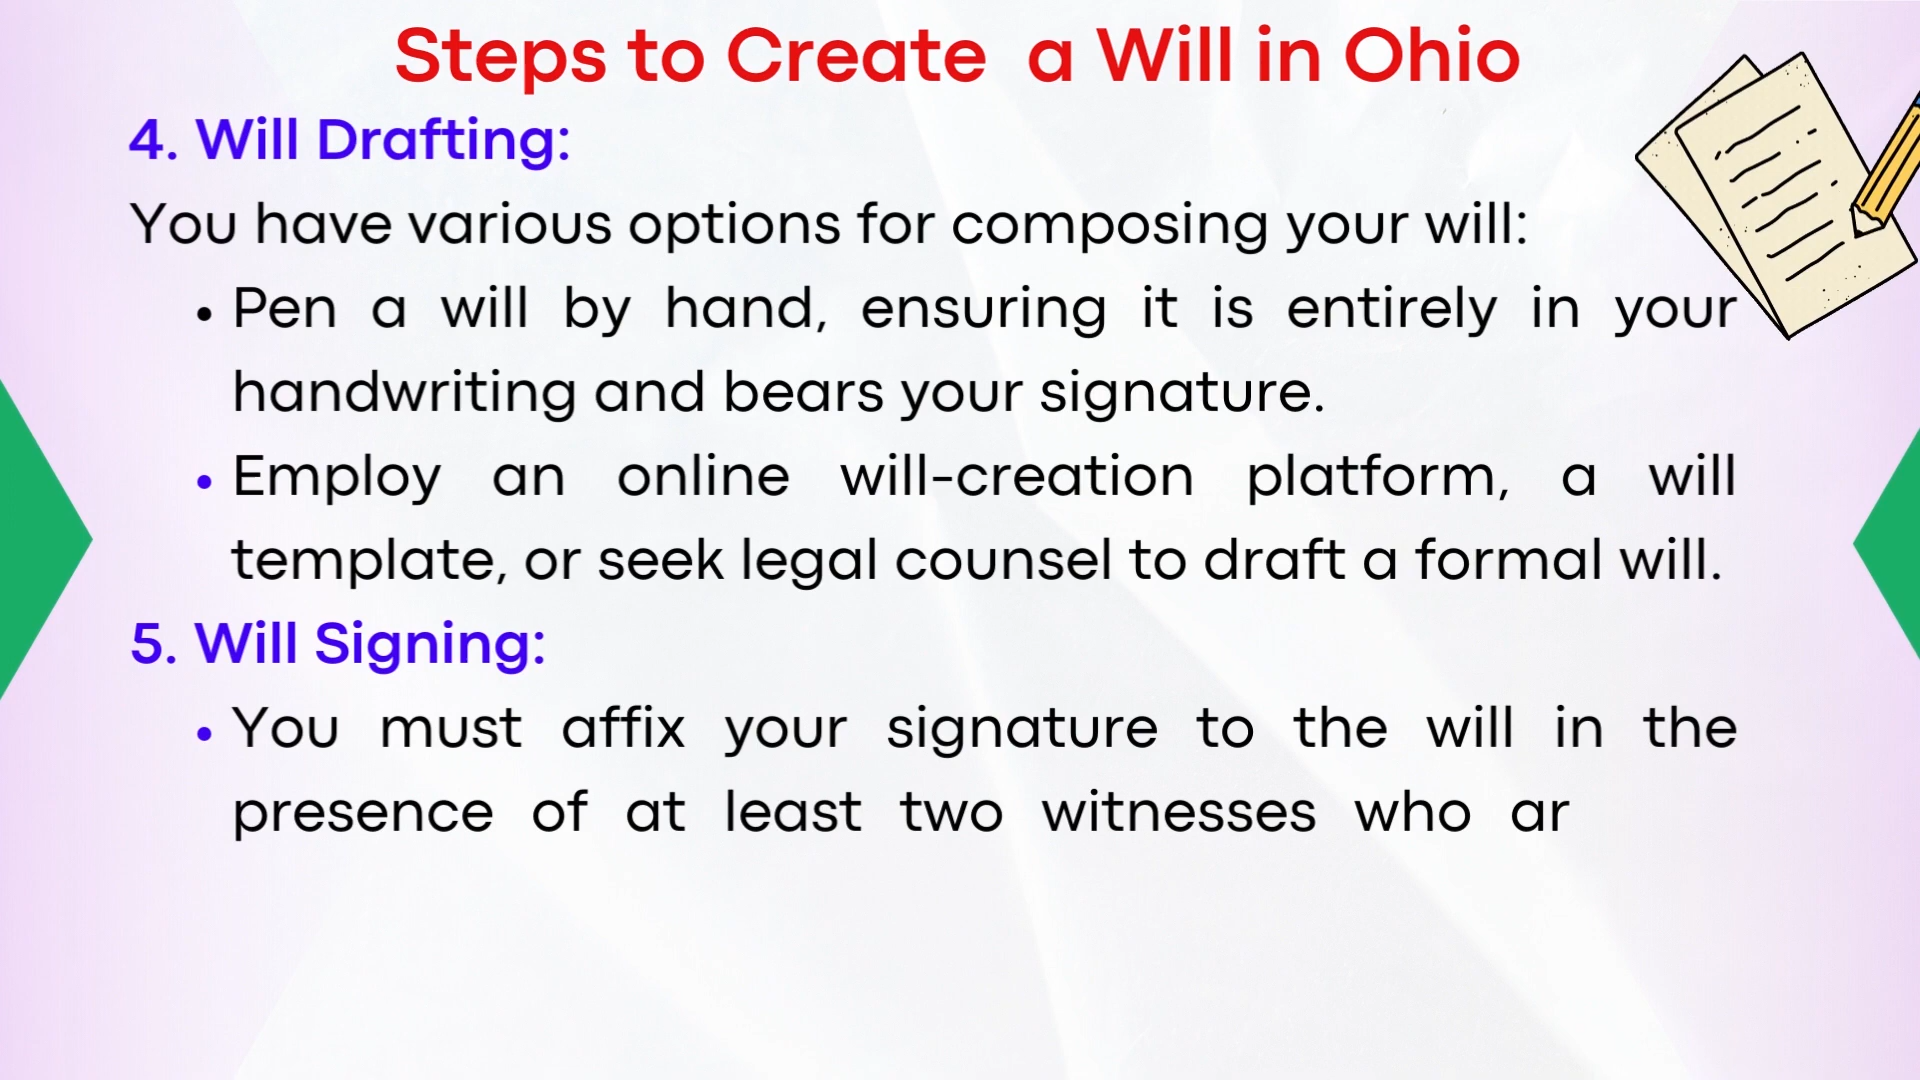 Steps to Create a Will in Ohio
4. Will Drafting:
You have various options for composing your will:
• Pen a will by hand, ensuring it is entirely in your
handwriting and bears your signature.
• Employ an online will-creation platform, a will
template, or seek legal counsel to draft a formal will.
5. Will Signing:
• You must affix your signature to the will in the
presence of at least two witnesses who ar